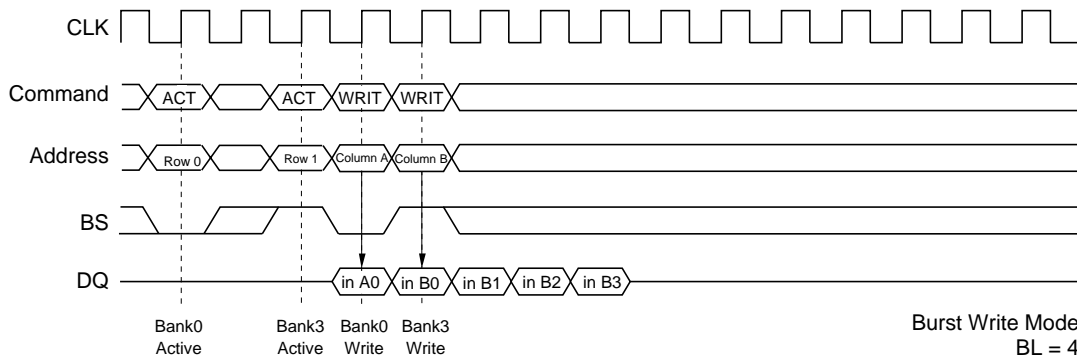 CLK
Command ACT ACT WRIT WRIT
Address Row 0 Row 1 Column A Column B
BS
DQ in A0 in B0 in B1 in B2 in B3
Bank0 Bank3 Bank0 Bank3
Active Active Write Write
Burst Write Mode
BL = 4